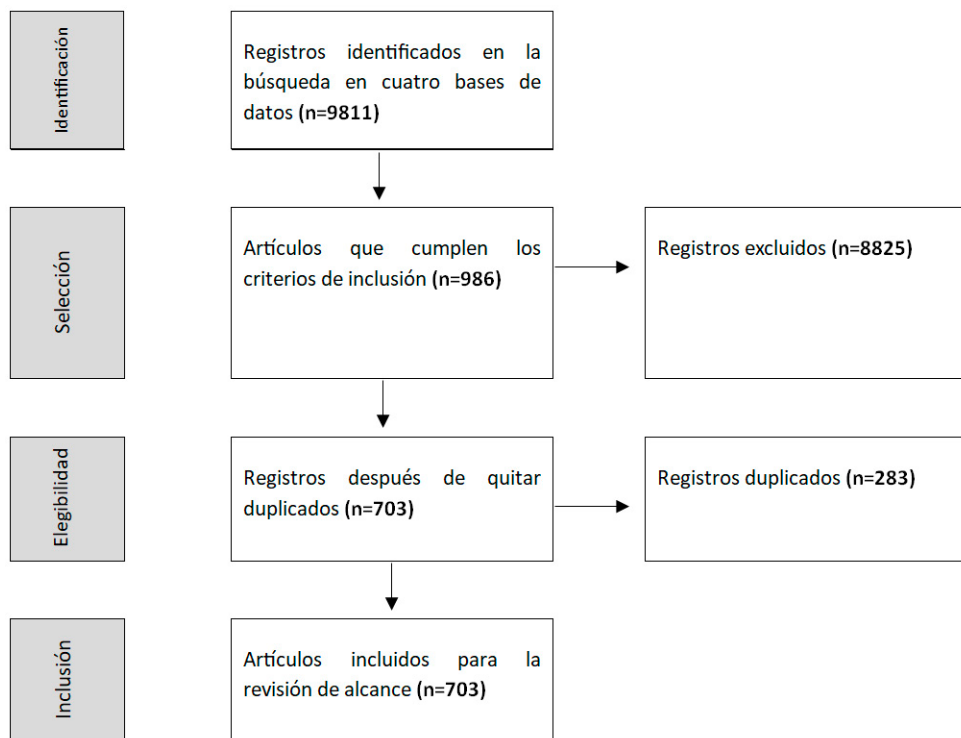 Identificación
Registros identificados en la
búsqueda en cuatro bases de
datos (n=9811)
Selección
Artículos que cumplen los
criterios de inclusión (n=986)
Registros excluidos (n=8825)
Elegibilidad
Registros después de quitar
duplicados (n=703)
Registros duplicados (n=283)
Inclusión
Artículos incluidos para la
revisión de alcance (n=703)